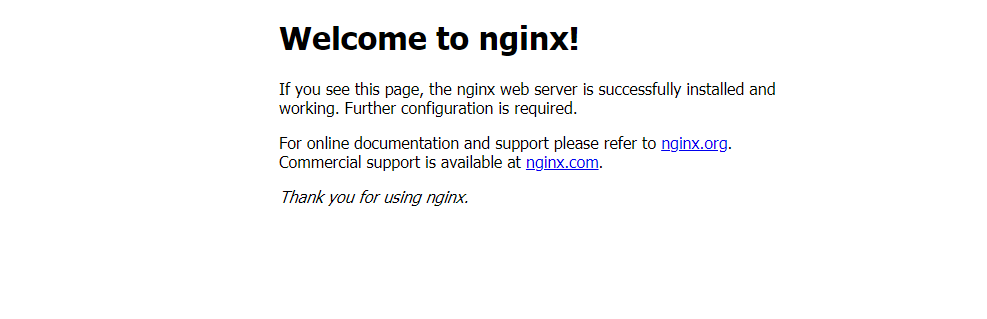 Welcome to nginx!
If you see this page, the nginx web server is successfully installed and
working. Further configuration is required.
For online documentation and support please refer to nginx.org.
Commercial support is available at nginx.com.
Thank you for using nginx.